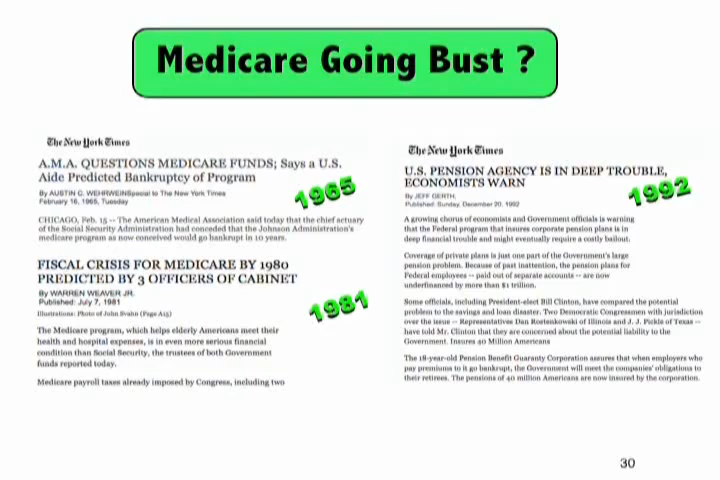 Medicare Going Bust ?
The New York Times
A.M.A. QUESTIONS MEDICARE FUNDS; Says a U.S.
Aide Predicted Bankruptcy of Program
By AUSTIN C. WEHRWEINSpecial to The New York Times
February 16, 1965, Tuesday
1965
CHICAGO, Feb. 15 -- The American Medical Association said today that the chief actuary
of the Social Security Administration had conceded that the Johnson Administration's
medicare program as now conceived would go bankrupt in 10 years.
FISCAL CRISIS FOR MEDICARE BY 1980
PREDICTED BY 3 OFFICERS OF CABINET
By WARREN WEAVER JR.
Published: July 7, 1981
1981
Illustrations: Photo of John Svahn (Page A15)
The Medicare program, which helps elderly Americans meet their
health and hospital expenses, is in even more serious financial
condition than Social Security, the trustees of both Government
funds reported today.
Medicare payroll taxes already imposed by Congress, including two
The New York Times
U.S. PENSION AGENCY IS IN DEEP TROUBLE,
ECONOMISTS WARN
By JEFF GERTH,
Published: Sunday, December 20, 1992
1992
A growing chorus of economists and Government officials is warning
that the Federal program that insures corporate pension plans is in
deep financial trouble and might eventually require a costly bailout.
Coverage of private plans is just one part of the Government's large
pension problem. Because of past inattention, the pension plans for
Federal employees -- paid out of separate accounts -- are now
underfinanced by more than $1 trillion.
Some officials, including President-elect Bill Clinton, have compared the potential
problem to the savings and loan disaster. Two Democratic Congressmen with jurisdiction
over the issue -- Representatives Dan Rostenkowski of Illinois and J. J. Pickle of Texas --
have told Mr. Clinton that they are concerned about the potential liability to the
Government. Insures 40 Million Americans
The 18-year-old Pension Benefit Guaranty Corporation assures that when employers who
pay premiums to it go bankrupt, the Government will meet the companies' obligations to
their retirees. The pensions of 40 million Americans are now insured by the corporation.
30